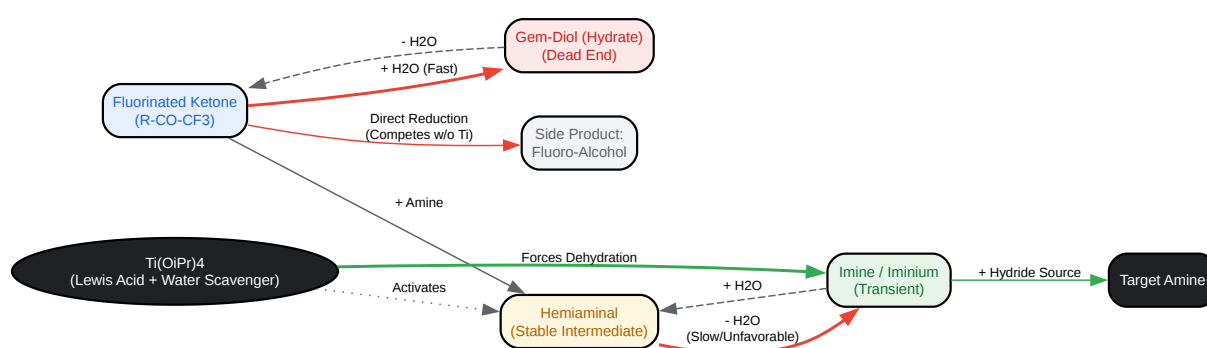 Gem-Diol (Hydrate)
(Dead End)
- H2O
+ H2O (Fast)
Fluorinated Ketone
(R-CO-CF3)
Direct Reduction
(Competes w/o Ti)
Side Product:
Fluoro-Alcohol
+ Amine
Ti(OiPr)4
(Lewis Acid + Water Scavenger)
Forces Dehydration
Activates
Hemiaminal
(Stable Intermediate)
+ H2O
- H2O
(Slow/Unfavorable)
Imine / Iminium
(Transient)
+ Hydride Source
Target Amine